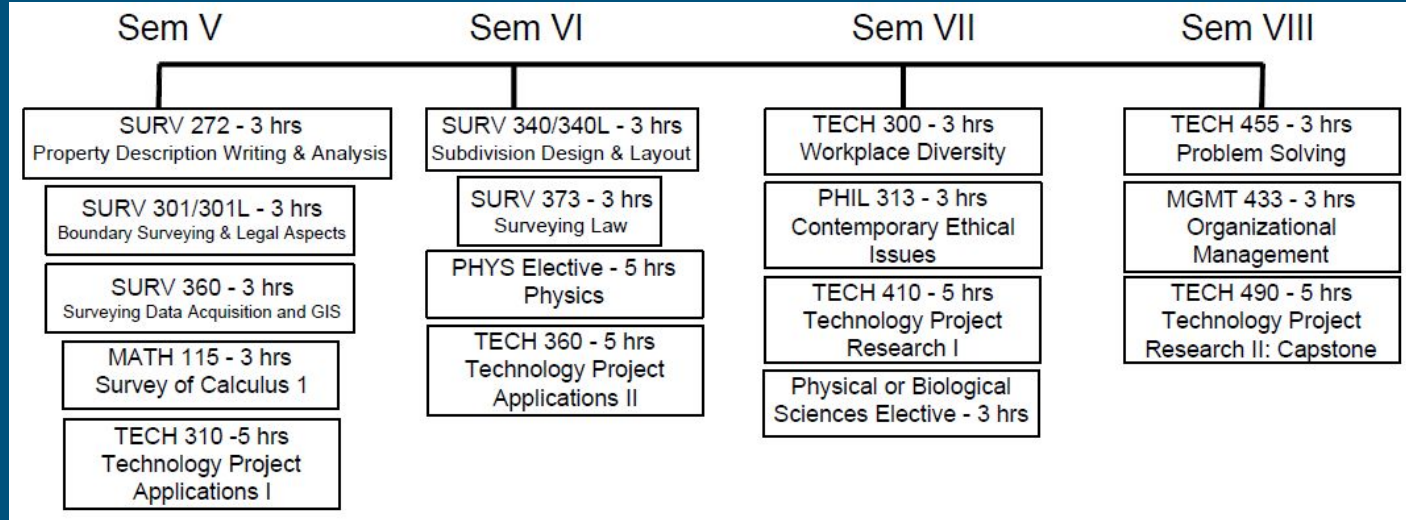 Sem V
Sem VI
Sem VII
Sem VIII
SURV 272 - 3 hrs
Property Description Writing & Analysis
SURV 301/301L - 3 hrs
Boundary Surveying & Legal Aspects
SURV 360 - 3 hrs
Surveying Data Acquisition and GIS
MATH 115 - 3 hrs
Survey of Calculus 1
TECH 310 -5 hrs
Technology Project
Applications I
SURV 340/340L - 3 hrs
Subdivision Design & Layout
SURV 373 - 3 hrs
Surveying Law
PHYS Elective - 5 hrs
Physics
TECH 360 - 5 hrs
Technology Project
Applications II
TECH 300 - 3 hrs
Workplace Diversity
PHIL 313 - 3 hrs
Contemporary Ethical
Issues
TECH 410 - 5 hrs
Technology Project
Research I
Physical or Biological
Sciences Elective - 3 hrs
TECH 455 - 3 hrs
Problem Solving
MGMT 433 - 3 hrs
Organizational
Management
TECH 490 - 5 hrs
Technology Project
Research II: Capstone